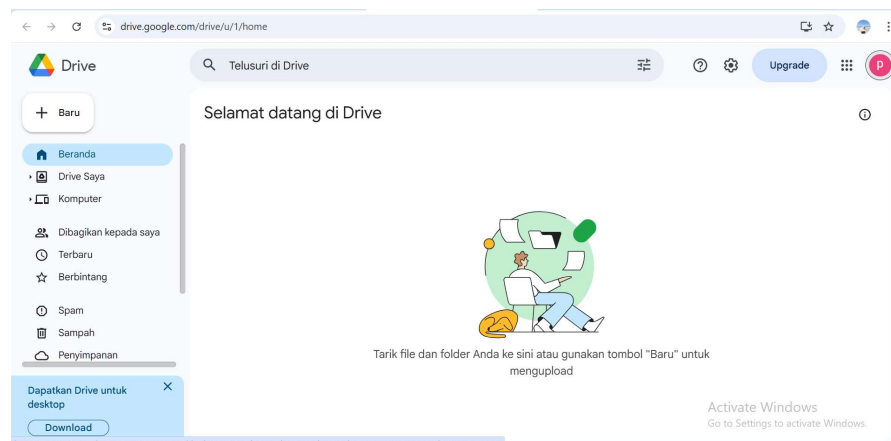 drive.google.com/drive/u/1/home
Drive
Telusuri di Drive
Upgrade
p
Baru
Selamat datang di Drive
Beranda
Drive Saya
Komputer
Dibagikan kepada saya
Terbaru
Berbintang
Spam
Sampah
Penyimpanan
Tarik file dan folder Anda ke sini atau gunakan tombol "Baru" untuk
mengupload
Dapatkan Drive untuk
desktop
Download
Activate Windows
Go to Settings to activate Windows.